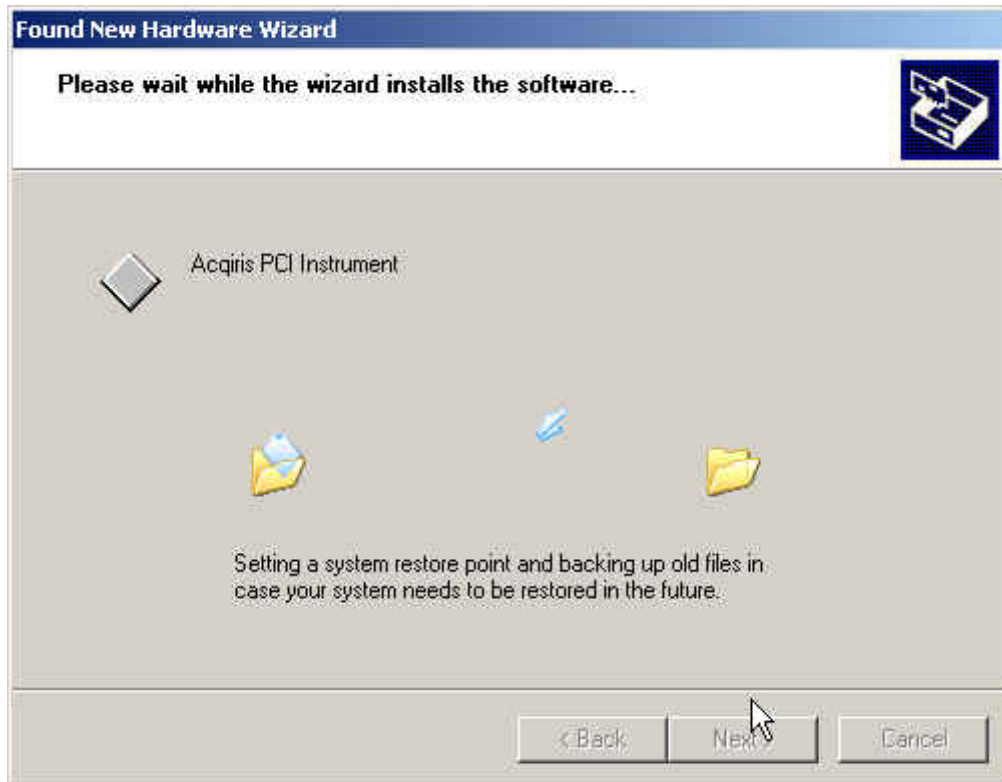 Found New Hardware Wizard
Please wait while the wizard installs the software...
Acqiris PCI Instrument
Setting a system restore point and backing up old files in
case your system needs to be restored in the future.
< Back Next > Cancel